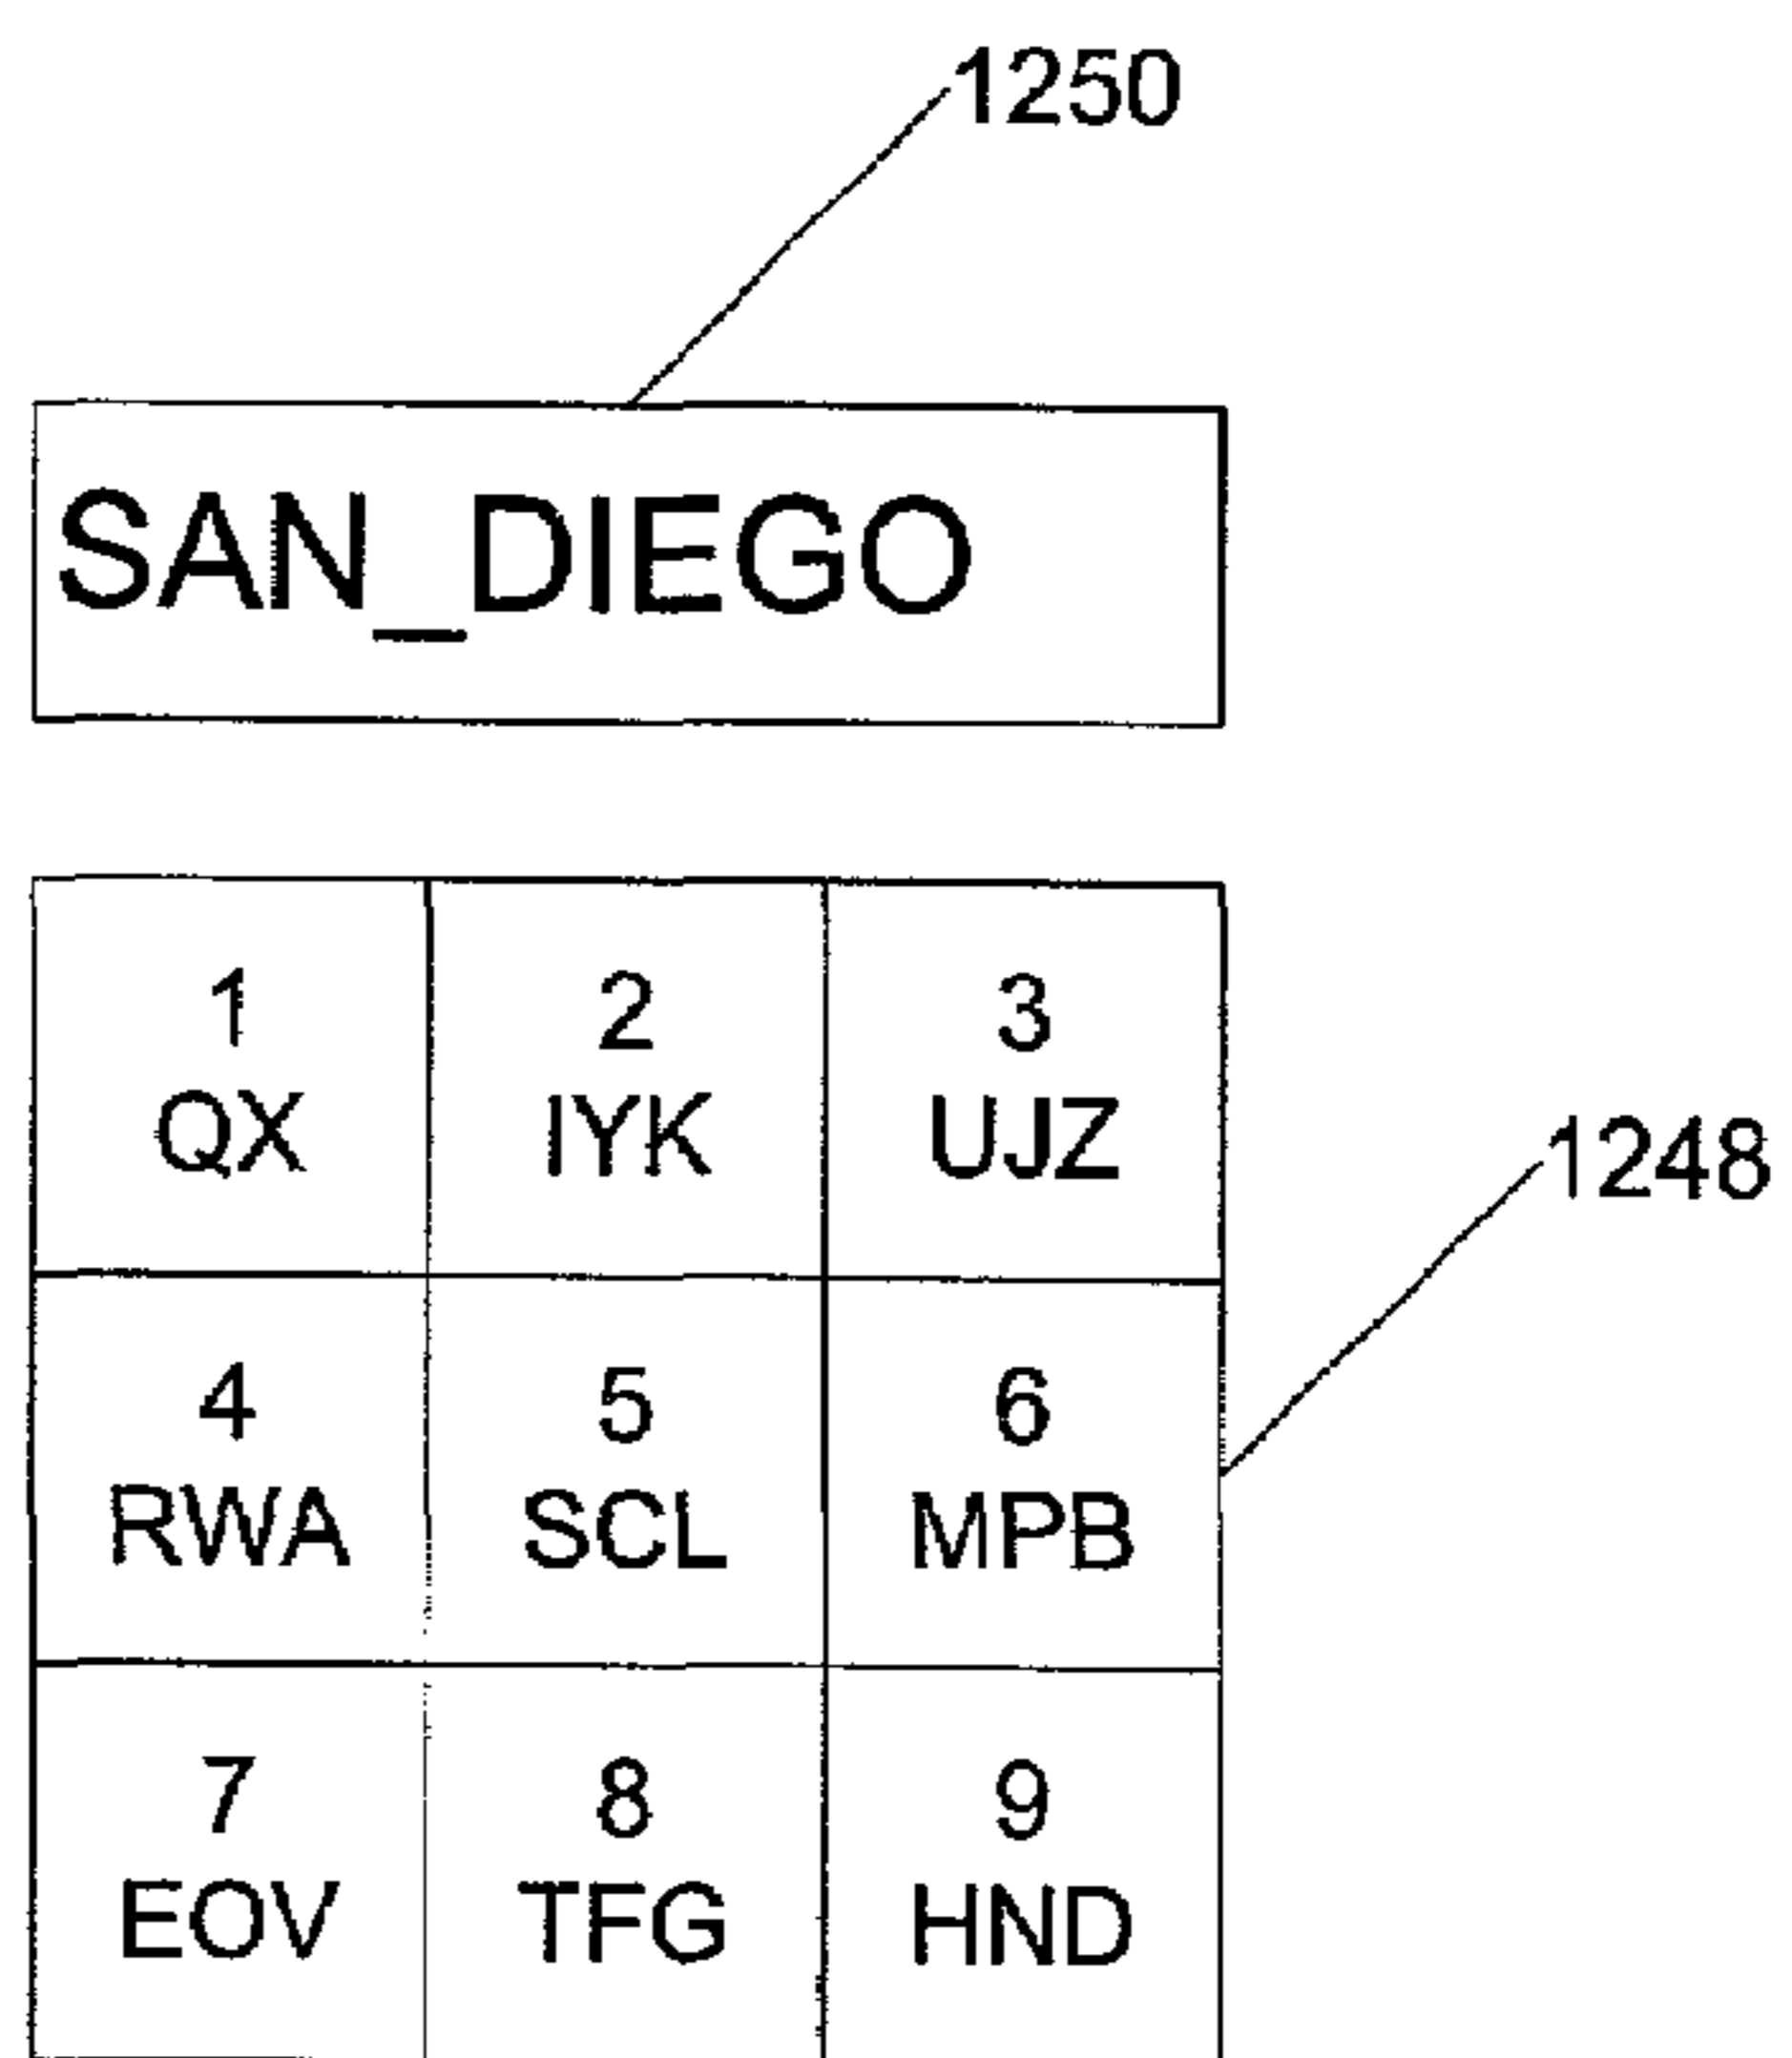 1250
SAN_DIEGO
1 2 3
QX IYK UJZ
1248
4 5 6
RWA SCL MPB
7 8 9
EOV TFG HND